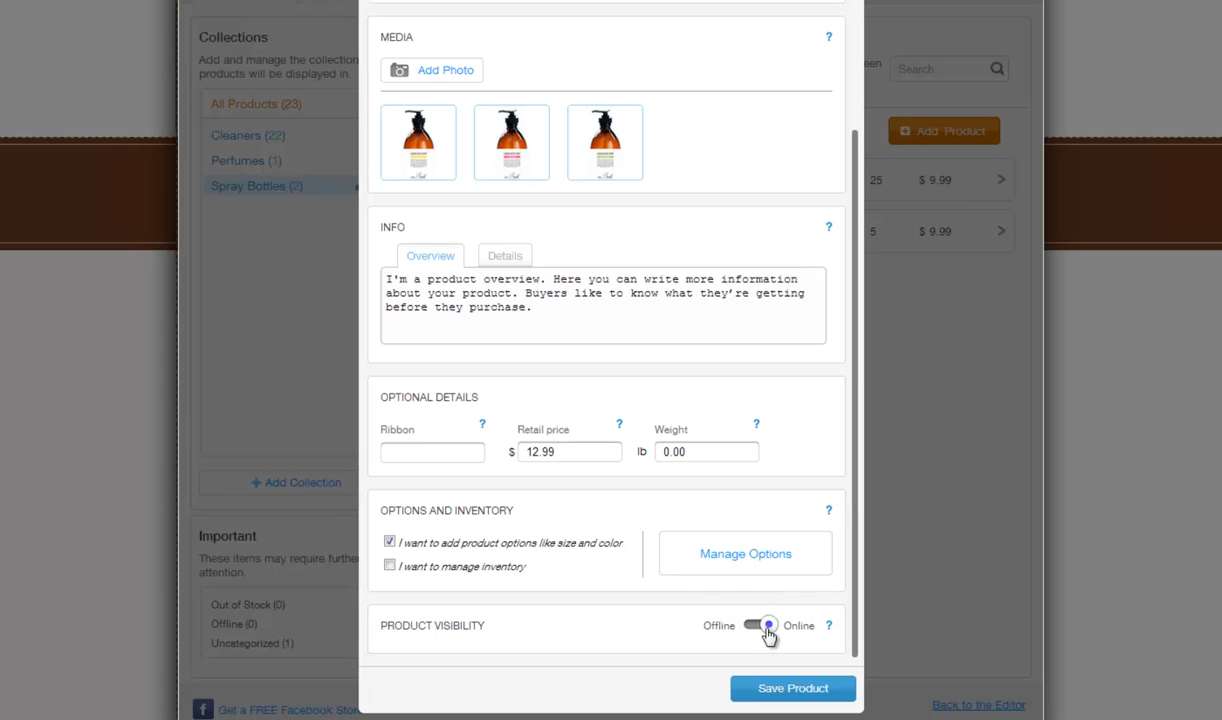 Collections
Add and manage the collection
products will be displayed in.
All Products (23)
Cleaners (22)
Perfumes (1)
Spray Bottles (2)
+ Add Collection
Important
These items may require further
attention.
Out of Stock (0)
Offline (0)
Uncategorized (1)
Get a FREE Facebook Store
MEDIA
?
Add Photo
INFO
?
Overview
Details
I'm a product overview. Here you can write more information
about your product. Buyers like to know what they're getting
before they purchase.
OPTIONAL DETAILS
Ribbon ?
Retail price ?
Weight ?
$ 12.99
lb 0.00
OPTIONS AND INVENTORY
?
I want to add product options like size and color
I want to manage inventory
Manage Options
PRODUCT VISIBILITY
Offline Online ?
Save Product
een
Search
Add Product
25 $ 9.99 >
5 $ 9.99 >
Back to the Editor